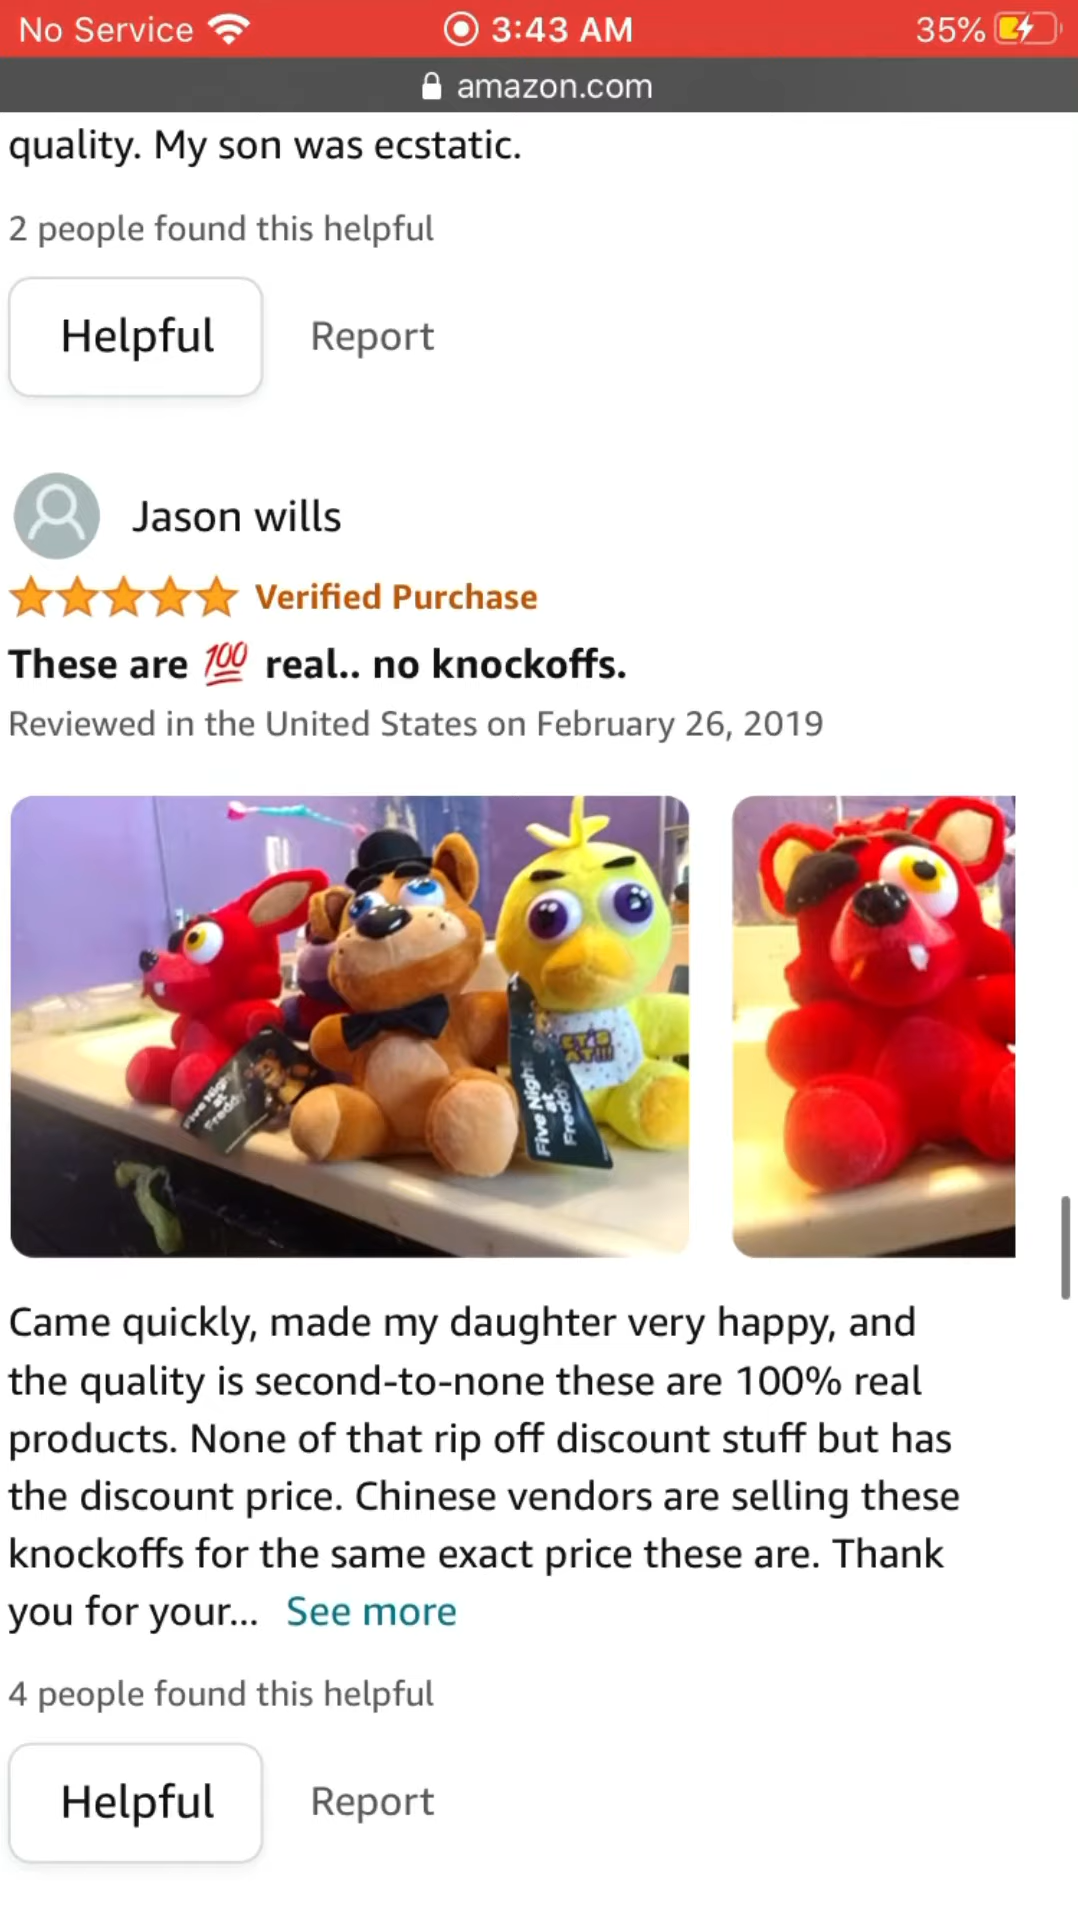 No Service 3:43 AM 35%
amazon.com
quality. My son was ecstatic.
2 people found this helpful
Helpful Report
Jason wills
Verified Purchase
These are 💯 real.. no knockoffs.
Reviewed in the United States on February 26, 2019
Five Night
at
Freddy
Came quickly, made my daughter very happy, and
the quality is second-to-none these are 100% real
products. None of that rip off discount stuff but has
the discount price. Chinese vendors are selling these
knockoffs for the same exact price these are. Thank
you for your... See more
4 people found this helpful
Helpful Report